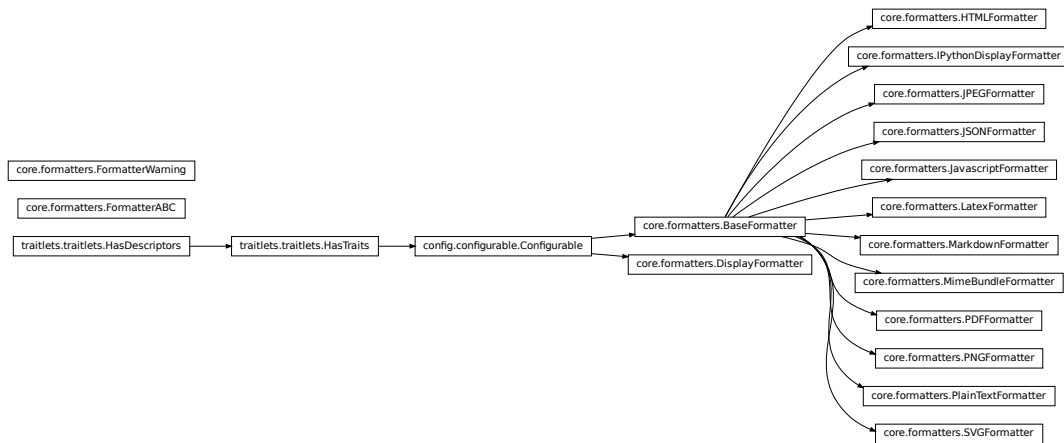 core.formatters.FormatterWarning
core.formatters.FormatterABC
traitlets.traitlets.HasDescriptors
traitlets.traitlets.HasTraits
config.configurable.Configurable
core.formatters.BaseFormatter
core.formatters.DisplayFormatter
core.formatters.HTMLFormatter
core.formatters.IPythonDisplayFormatter
core.formatters.JPEGFormatter
core.formatters.JSONFormatter
core.formatters.JavascriptFormatter
core.formatters.LatexFormatter
core.formatters.MarkdownFormatter
core.formatters.MimeBundleFormatter
core.formatters.PDFFormatter
core.formatters.PNGFormatter
core.formatters.PlainTextFormatter
core.formatters.SVGFormatter